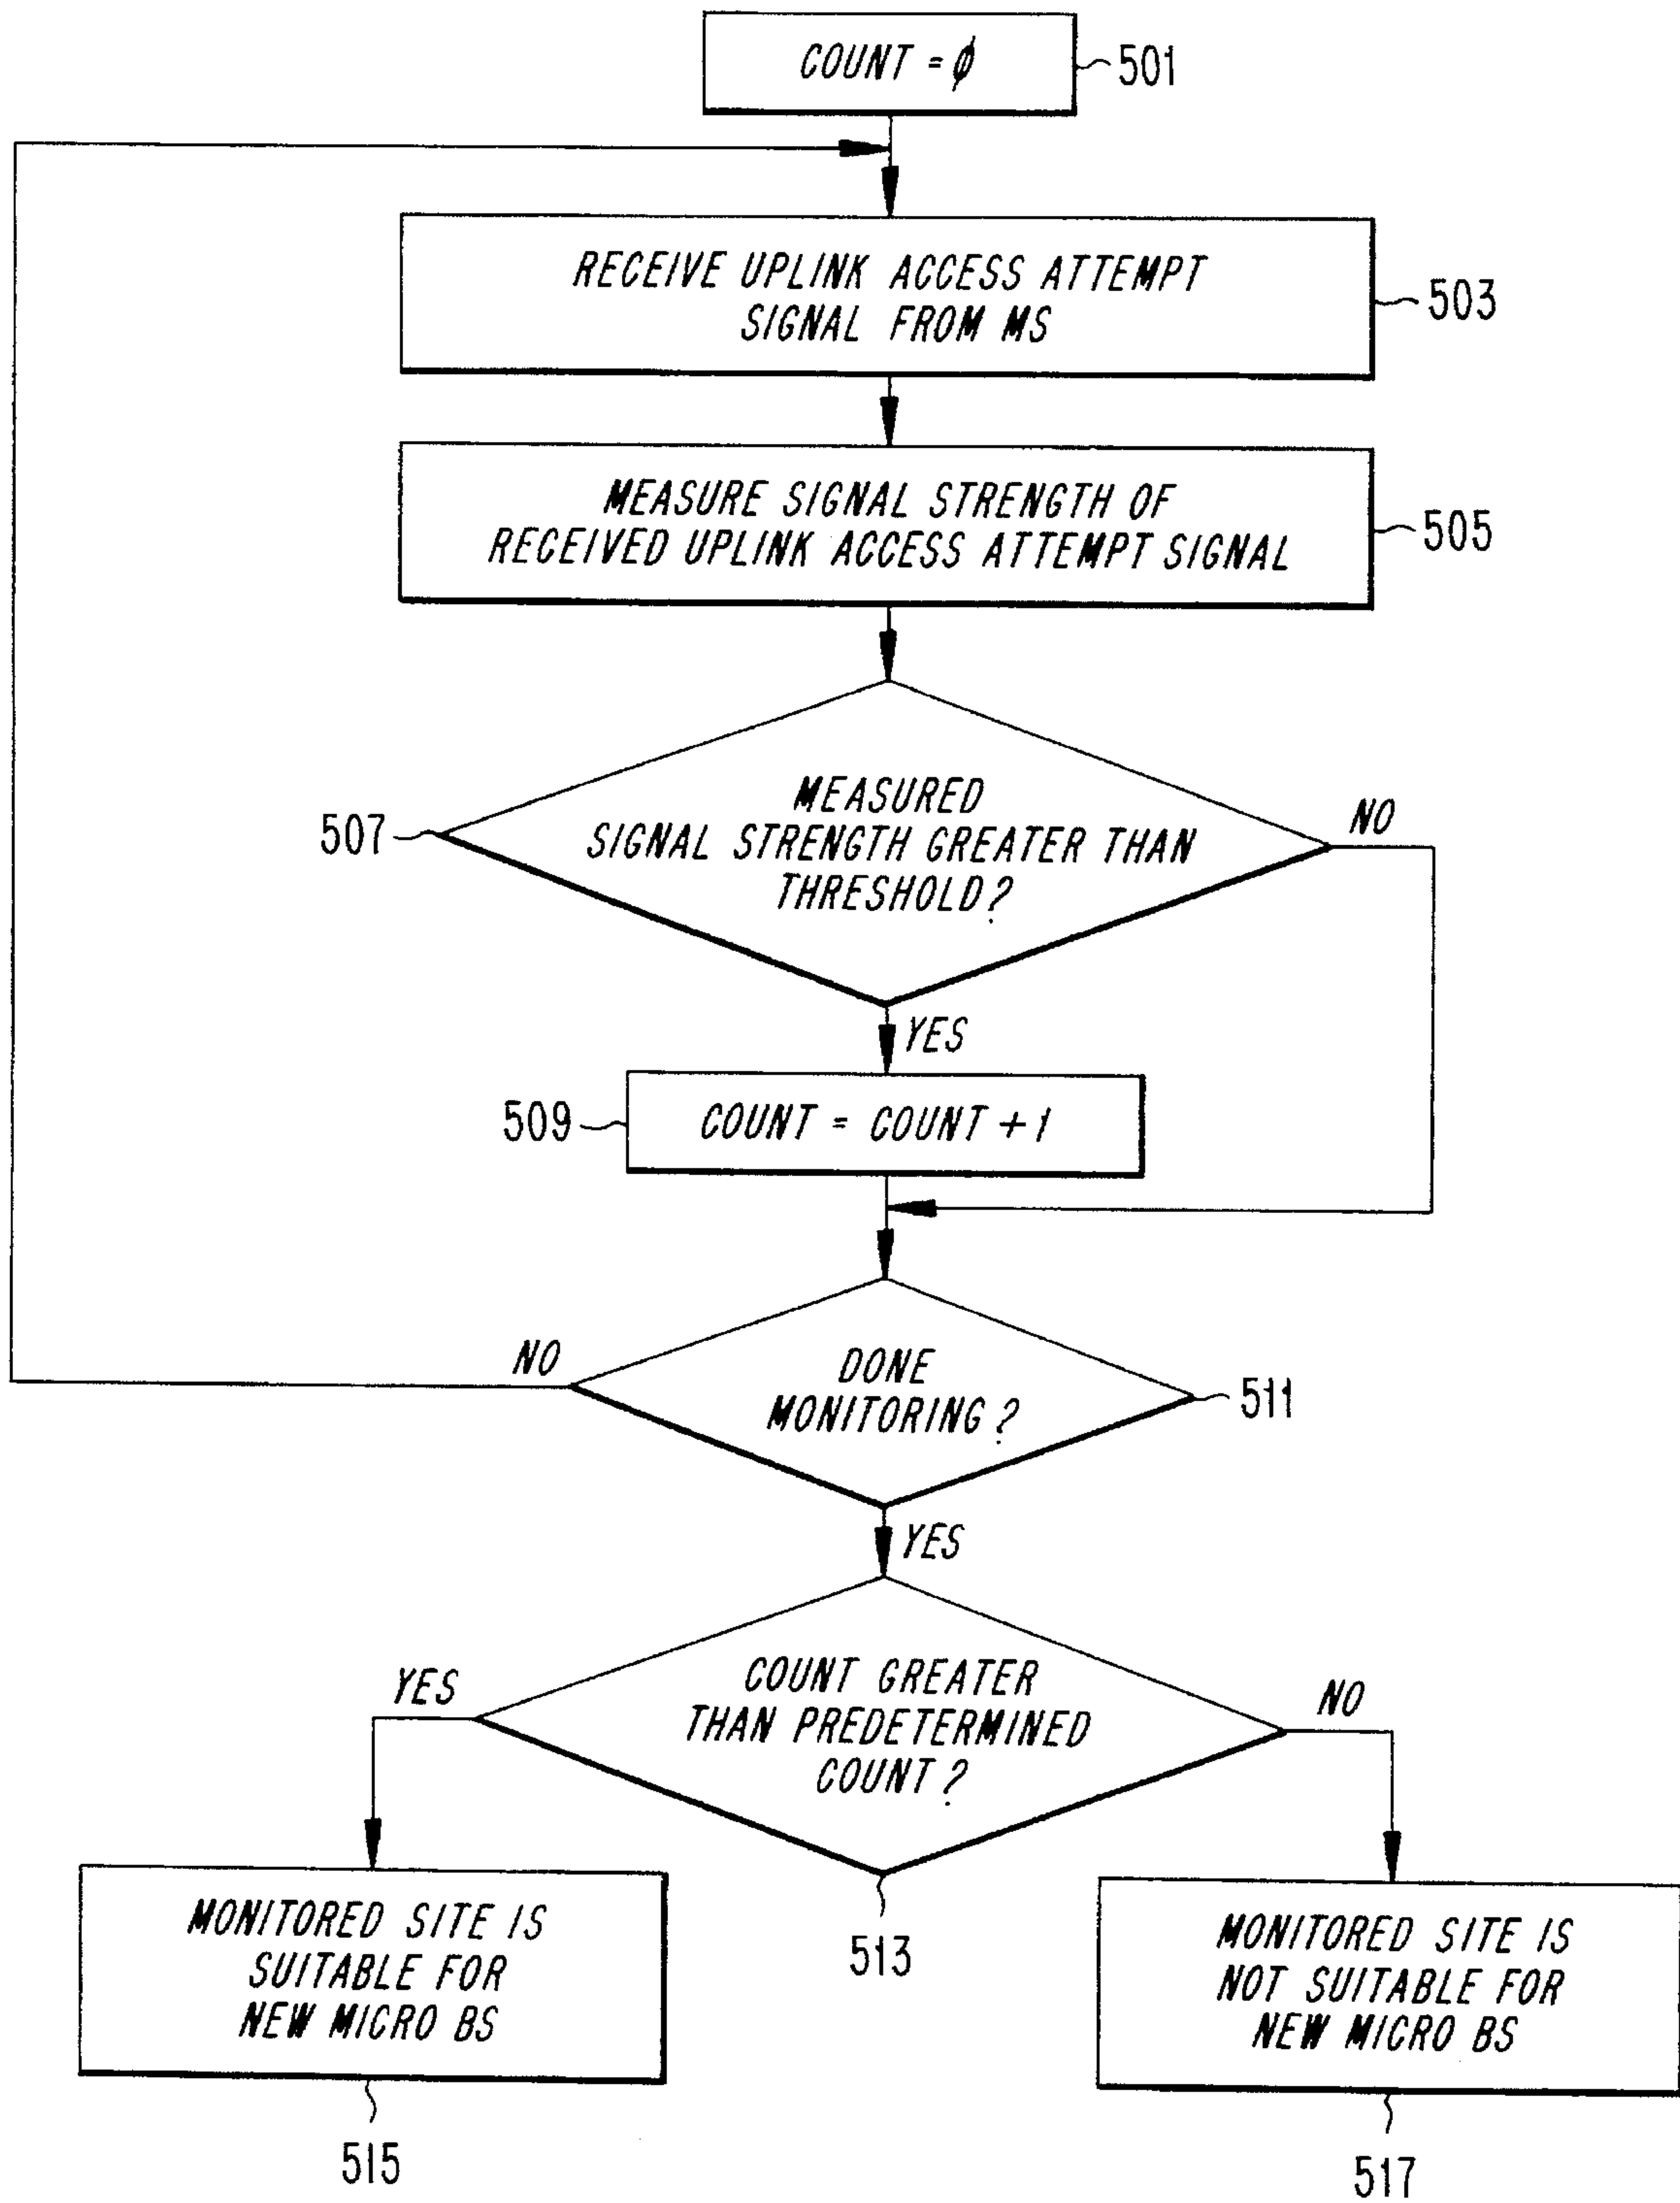 COUNT = ϕ
501
RECEIVE UPLINK ACCESS ATTEMPT
SIGNAL FROM MS
503
MEASURE SIGNAL STRENGTH OF
RECEIVED UPLINK ACCESS ATTEMPT SIGNAL
505
MEASURED
SIGNAL STRENGTH GREATER THAN
THRESHOLD?
507
NO
YES
COUNT = COUNT + 1
509
DONE
MONITORING?
NO
511
YES
COUNT GREATER
THAN PREDETERMINED
COUNT?
YES
NO
513
MONITORED SITE IS
SUITABLE FOR
NEW MICRO BS
515
MONITORED SITE IS
NOT SUITABLE FOR
NEW MICRO BS
517